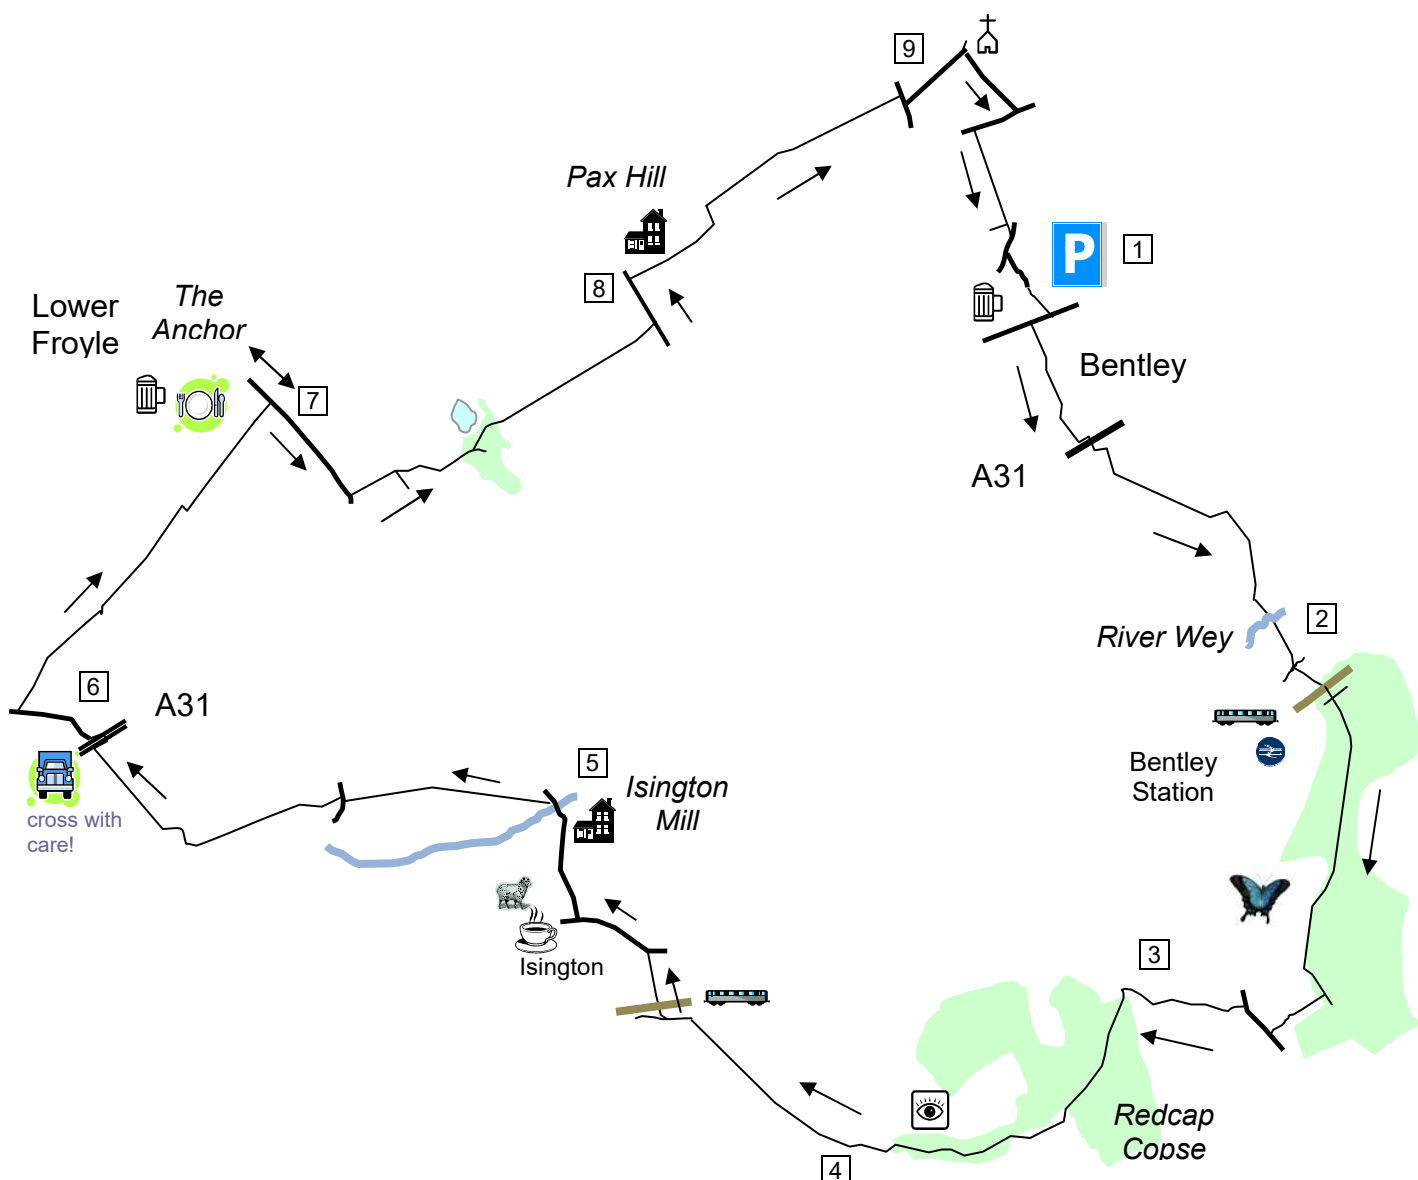 9
Pax Hill
P
1
8
Lower
Froyle
The
Anchor
7
Bentley
A31
2
River Wey
6
A31
Bentley
Station
5
Isington
Mill
cross with
care!
3
Isington
Redcap
Copse
4